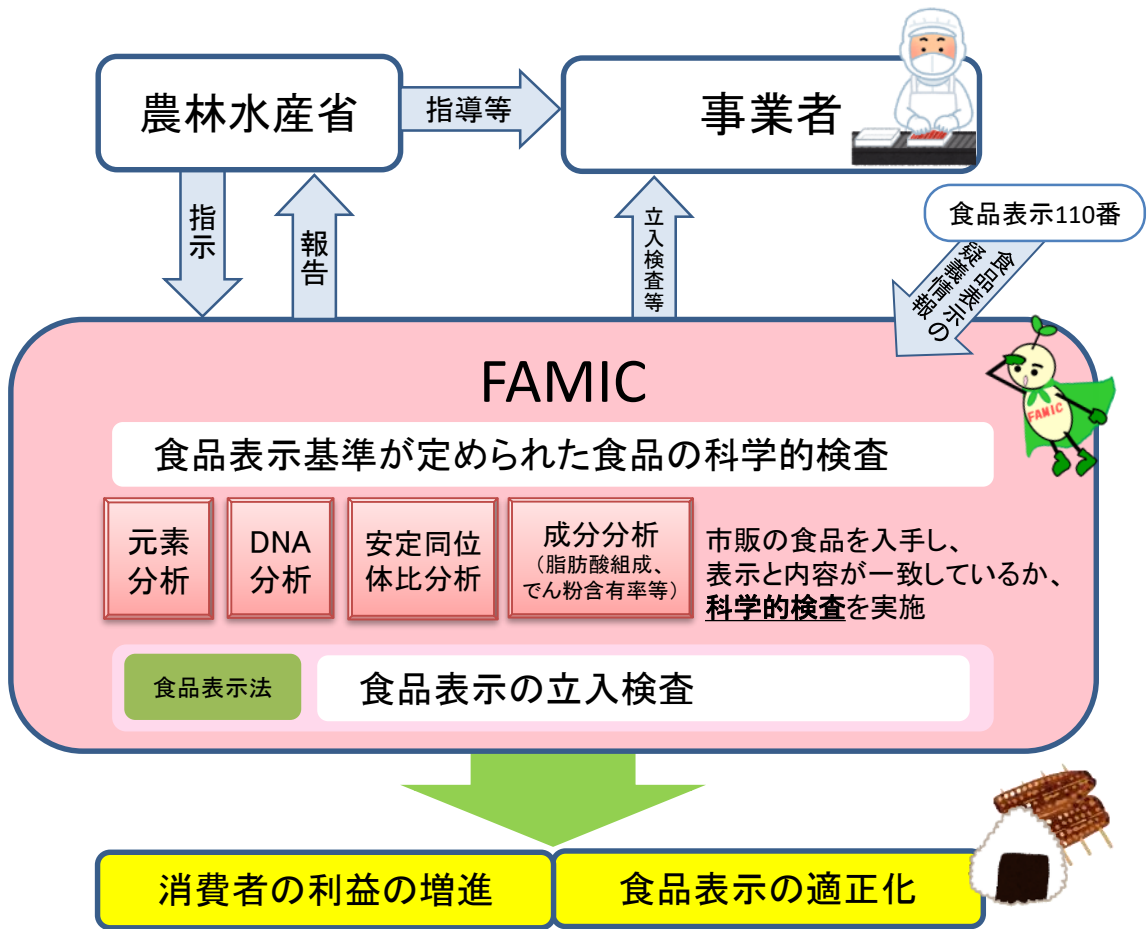 農林水産省
指導等
事業者
指示
報告
立入検査等
食品表示110番
食品表示の
疑義情報
FAMIC
FAMIC
食品表示基準が定められた食品の科学的検査
元素
分析
DNA
分析
安定同位
体比分析
成分分析
（脂肪酸組成、
でん粉含有率等）
市販の食品を入手し、
表示と内容が一致しているか、
科学的検査を実施
食品表示法
食品表示の立入検査
消費者の利益の増進
食品表示の適正化